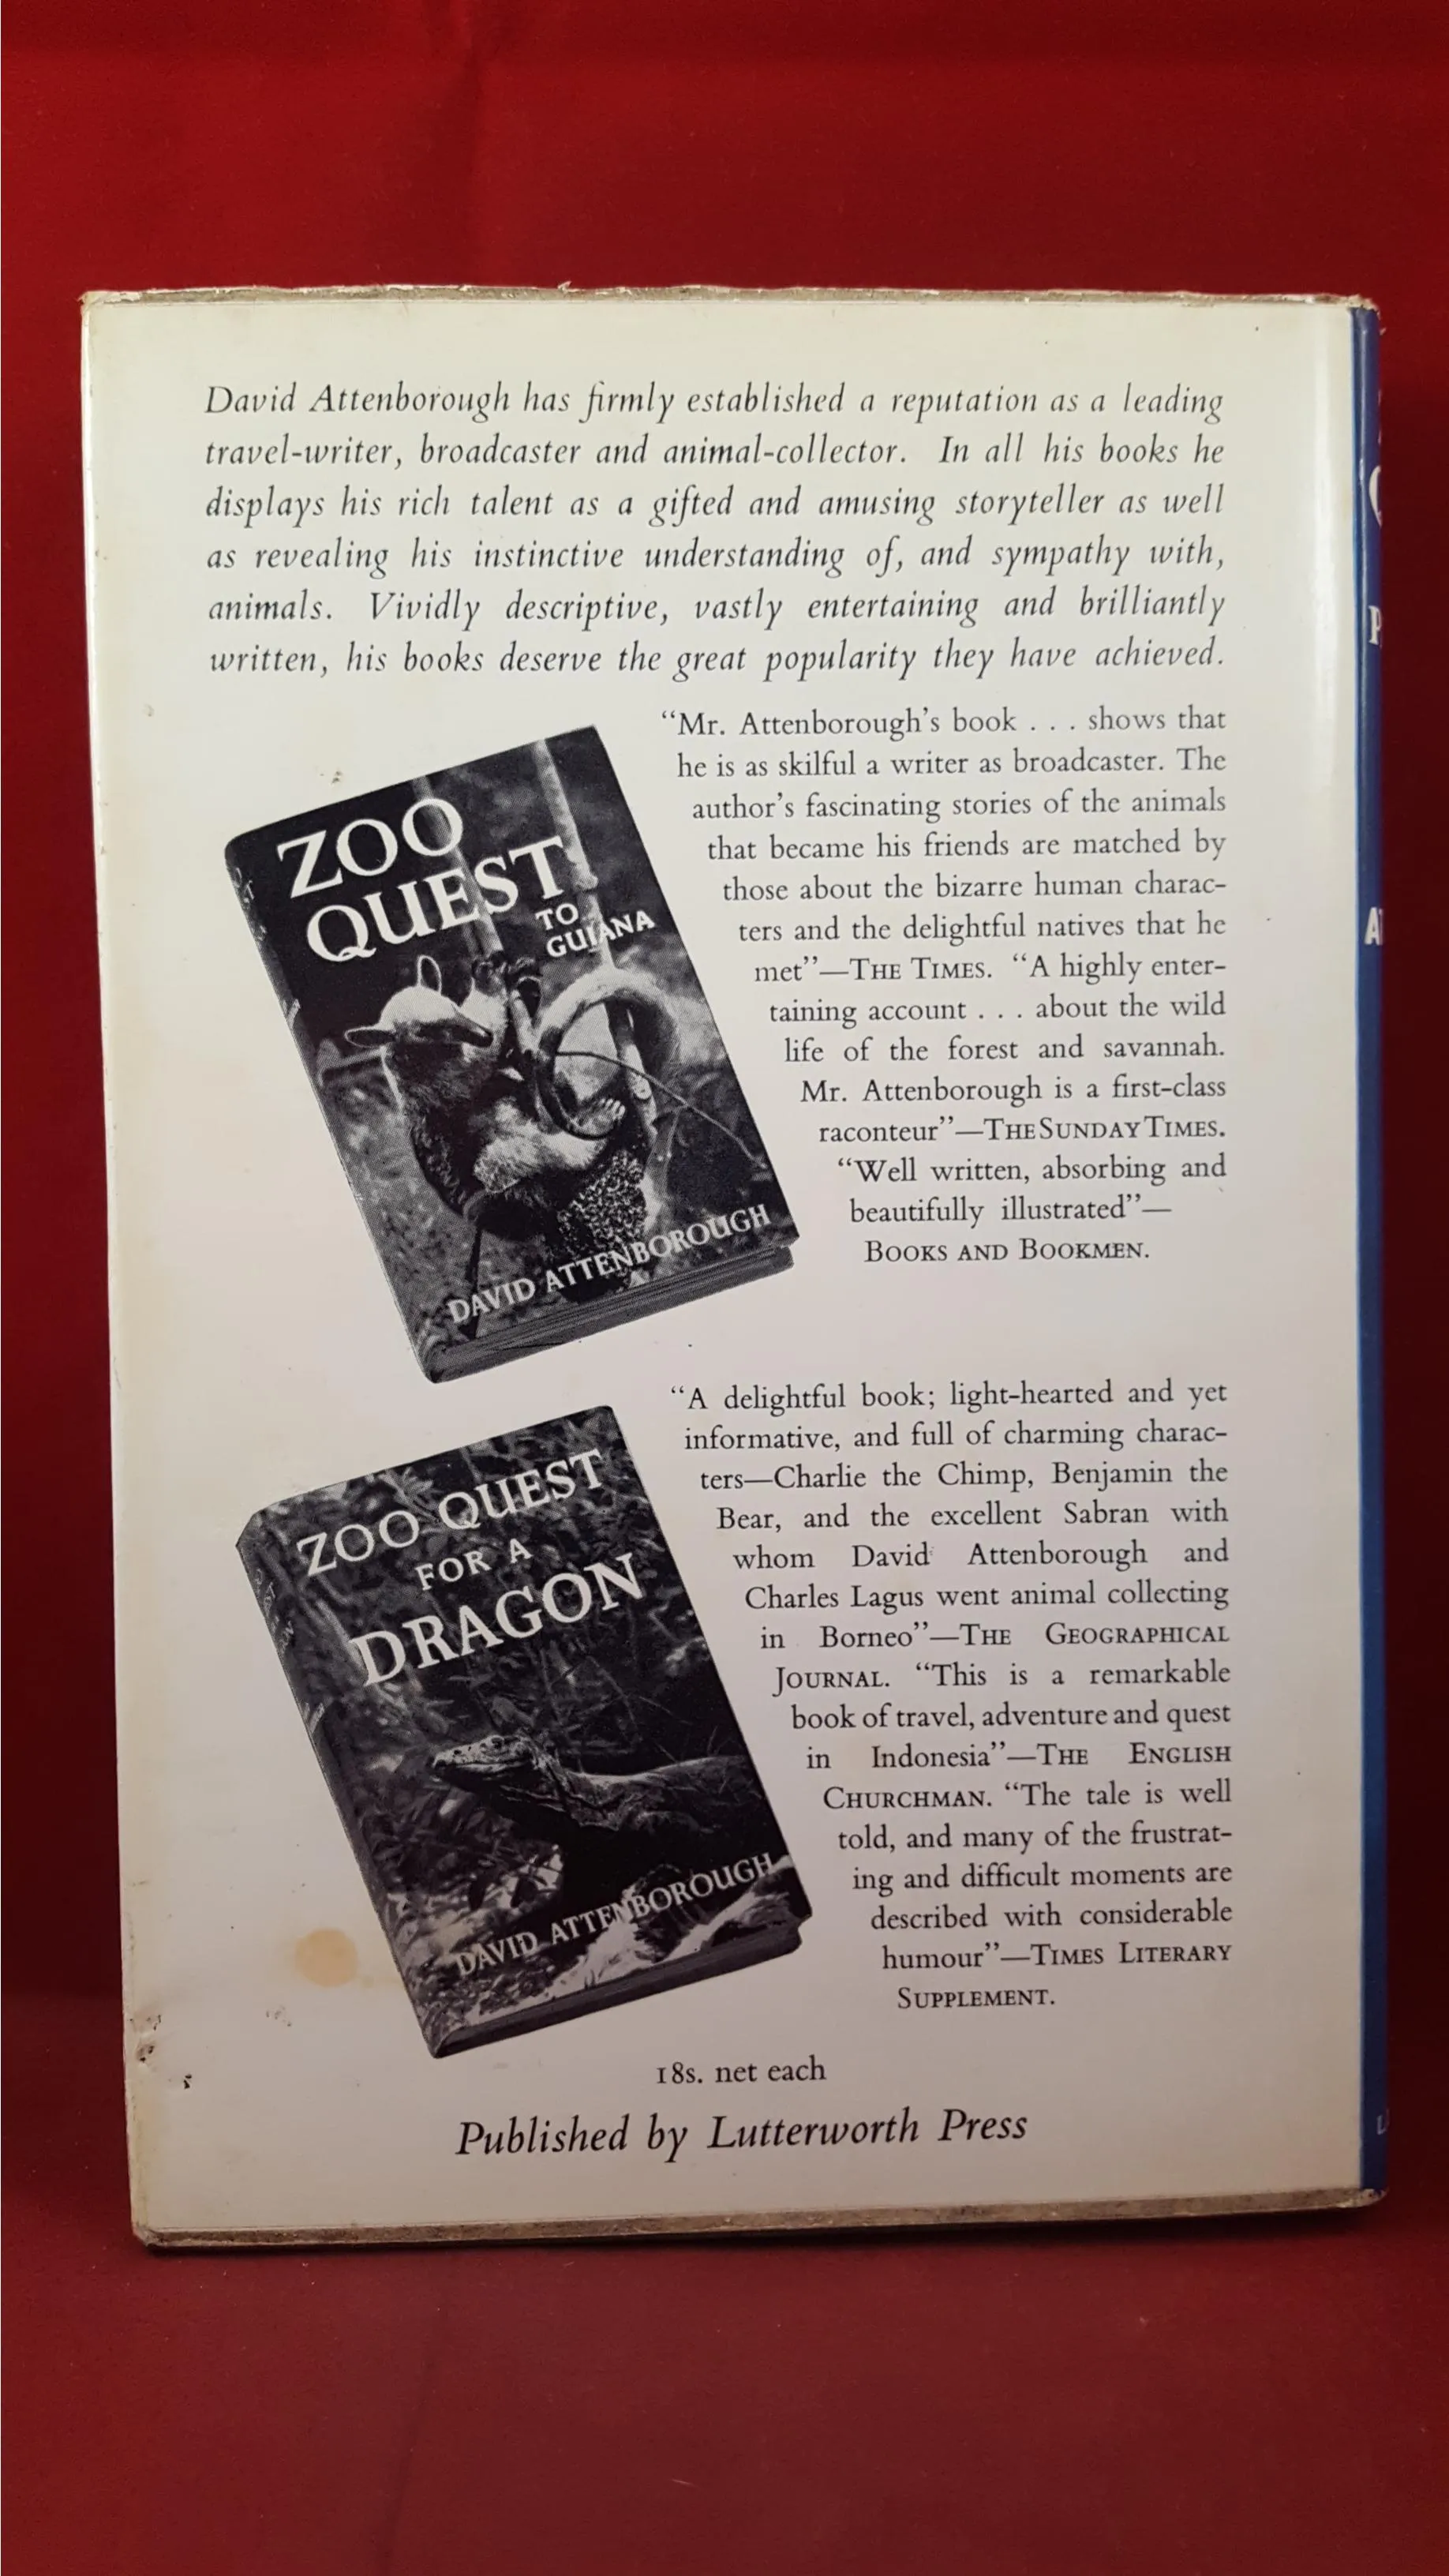 David Attenborough has firmly established a reputation as a leading
travel-writer, broadcaster and animal-collector. In all his books he
displays his rich talent as a gifted and amusing storyteller as well
as revealing his instinctive understanding of, and sympathy with,
animals. Vividly descriptive, vastly entertaining and brilliantly
written, his books deserve the great popularity they have achieved.
ZOO
QUEST
TO
GUIANA
DAVID ATTENBOROUGH
“Mr. Attenborough’s book . . . shows that
he is as skilful a writer as broadcaster. The
author’s fascinating stories of the animals
that became his friends are matched by
those about the bizarre human charac-
ters and the delightful natives that he
met”—THE TIMES. “A highly enter-
taining account . . . about the wild
life of the forest and savannah.
Mr. Attenborough is a first-class
raconteur”—THE SUNDAY TIMES.
“Well written, absorbing and
beautifully illustrated”—
BOOKS AND BOOKMEN.
ZOO QUEST
FOR A
DRAGON
DAVID ATTENBOROUGH
“A delightful book; light-hearted and yet
informative, and full of charming charac-
ters—Charlie the Chimp, Benjamin the
Bear, and the excellent Sabran with
whom David Attenborough and
Charles Lagus went animal collecting
in Borneo”—THE GEOGRAPHICAL
JOURNAL. “This is a remarkable
book of travel, adventure and quest
in Indonesia”—THE ENGLISH
CHURCHMAN. “The tale is well
told, and many of the frustrat-
ing and difficult moments are
described with considerable
humour”—TIMES LITERARY
SUPPLEMENT.
18s. net each
Published by Lutterworth Press